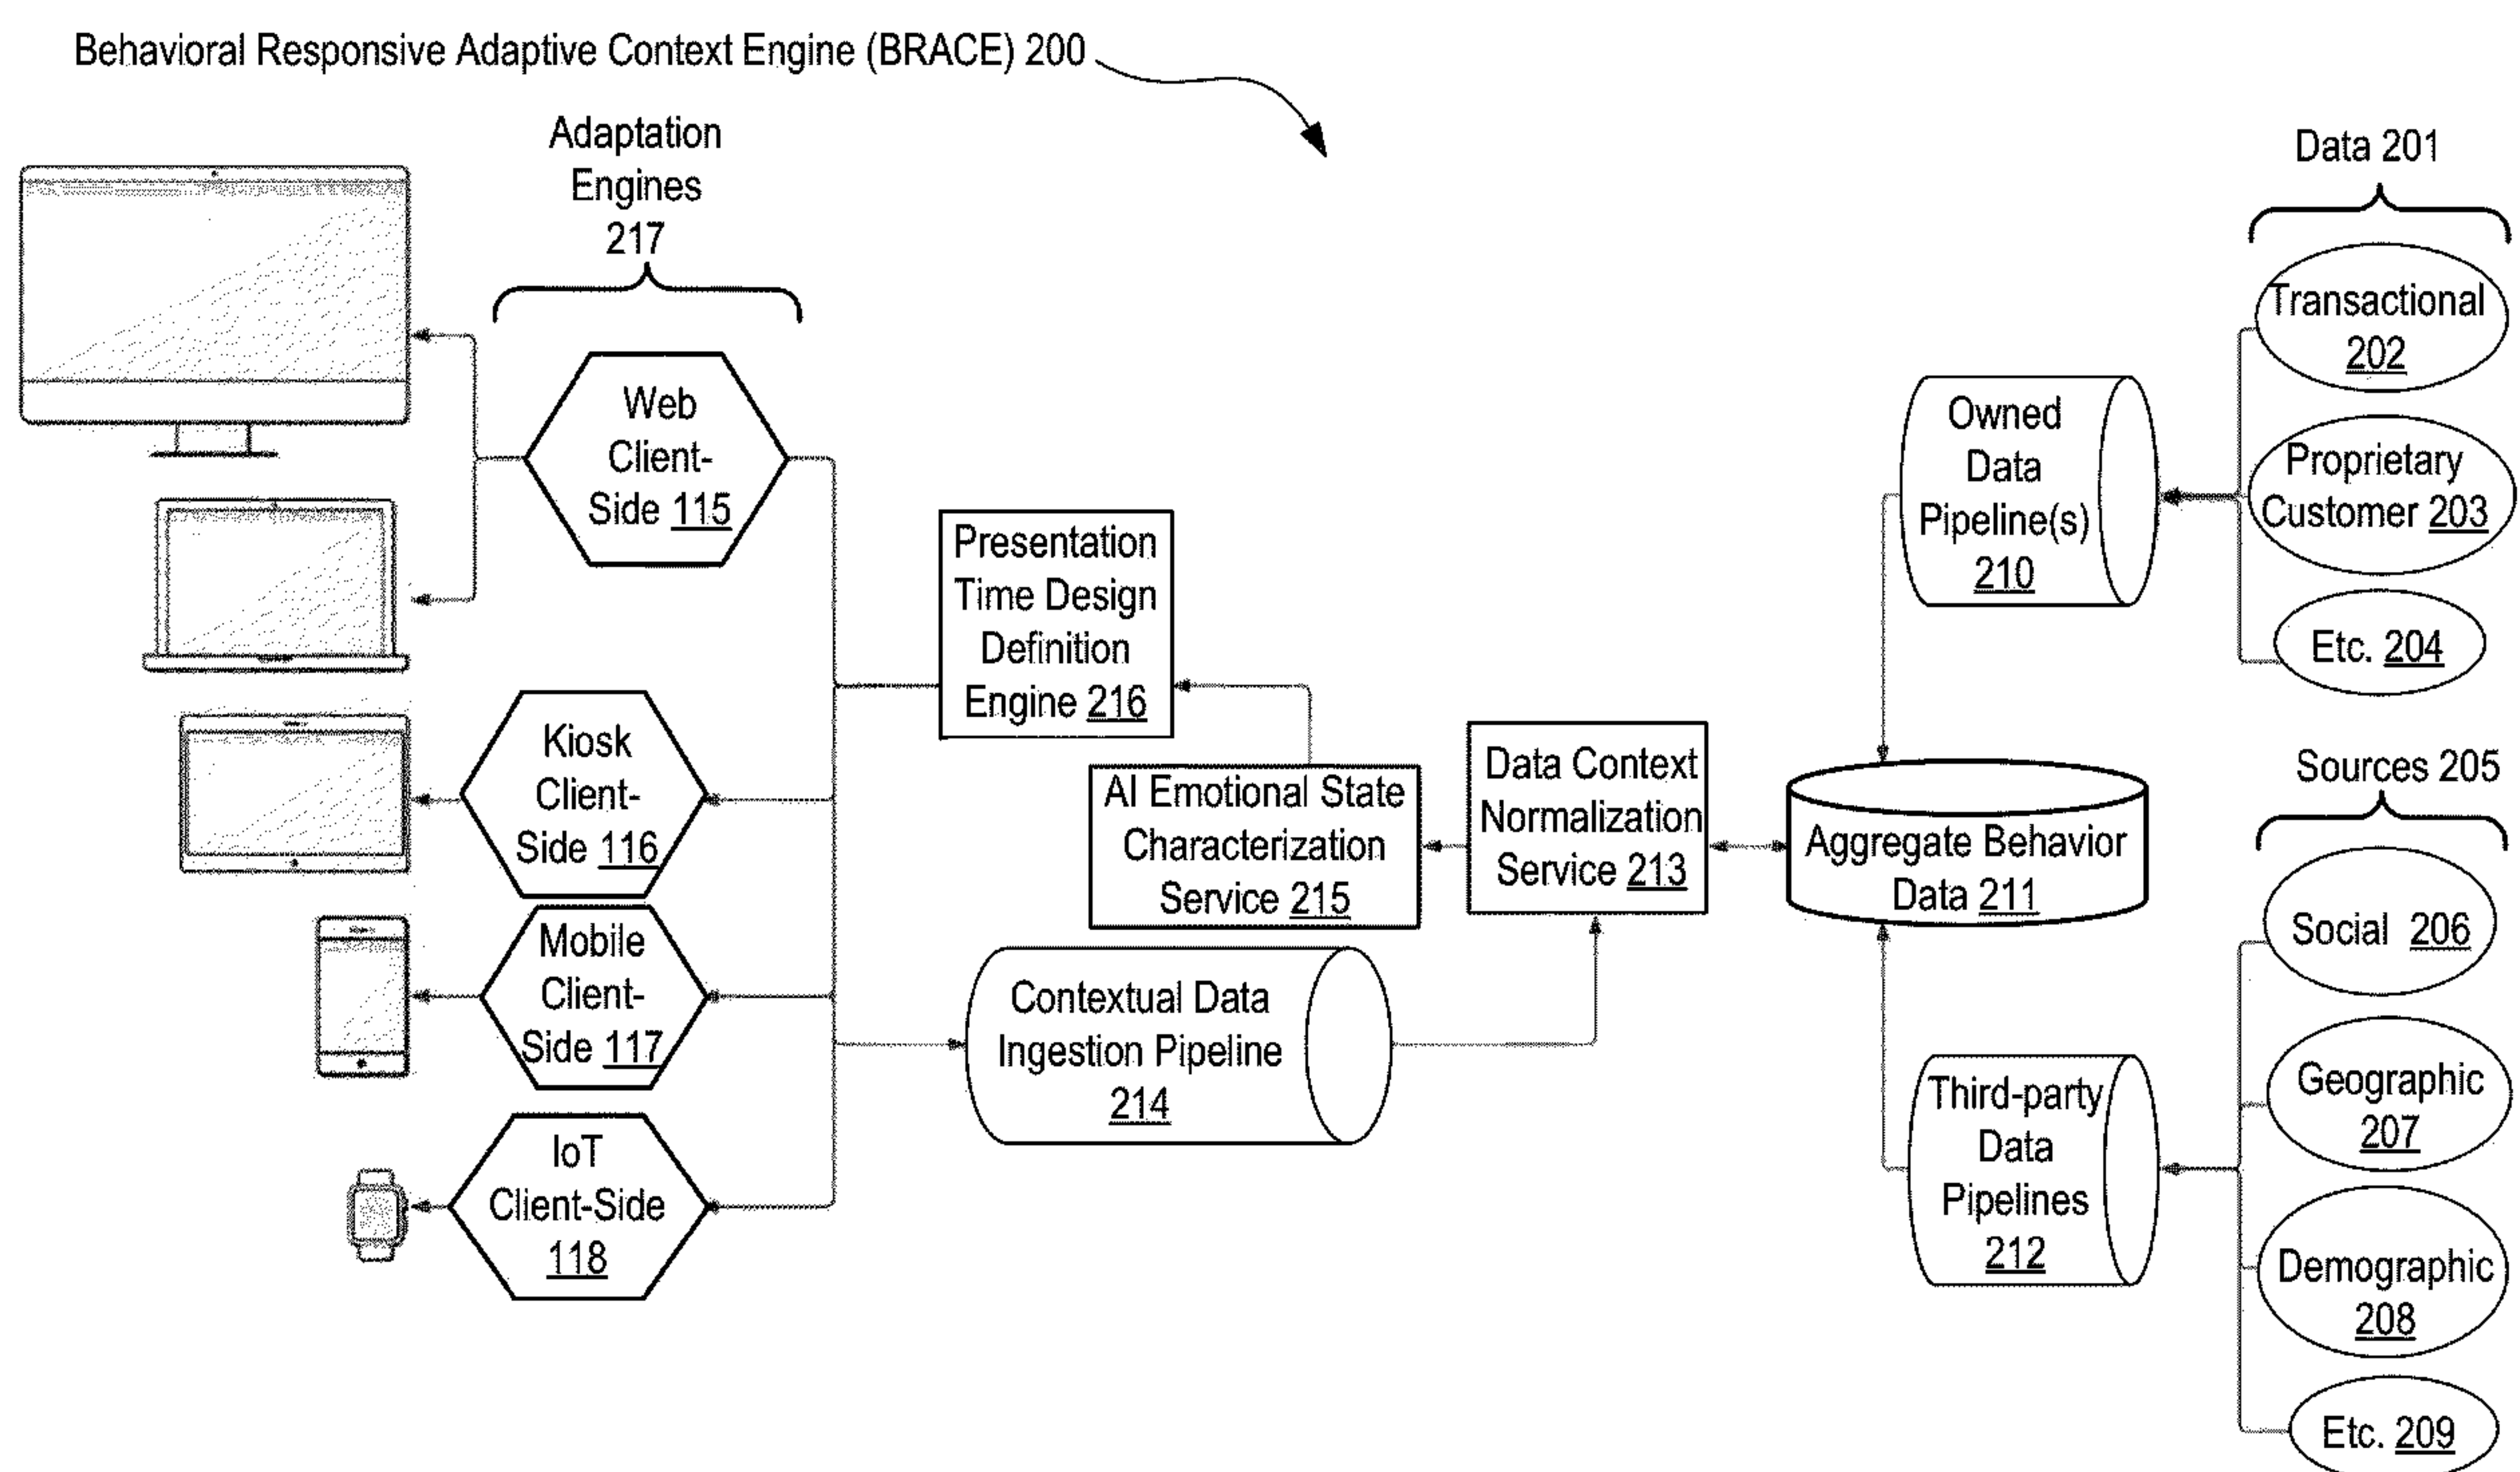 Behavioral Responsive Adaptive Context Engine (BRACE) 200
Adaptation
Engines
217
Web
Client-
Side 115
Kiosk
Client-
Side 116
Mobile
Client-
Side 117
IoT
Client-Side
118
Presentation
Time Design
Definition
Engine 216
AI Emotional State
Characterization
Service 215
Contextual Data
Ingestion Pipeline
214
Data Context
Normalization
Service 213
Owned
Data
Pipeline(s)
210
Aggregate Behavior
Data 211
Third-party
Data
Pipelines
212
Data 201
Transactional
202
Proprietary
Customer 203
Etc. 204
Sources 205
Social 206
Geographic
207
Demographic
208
Etc. 209